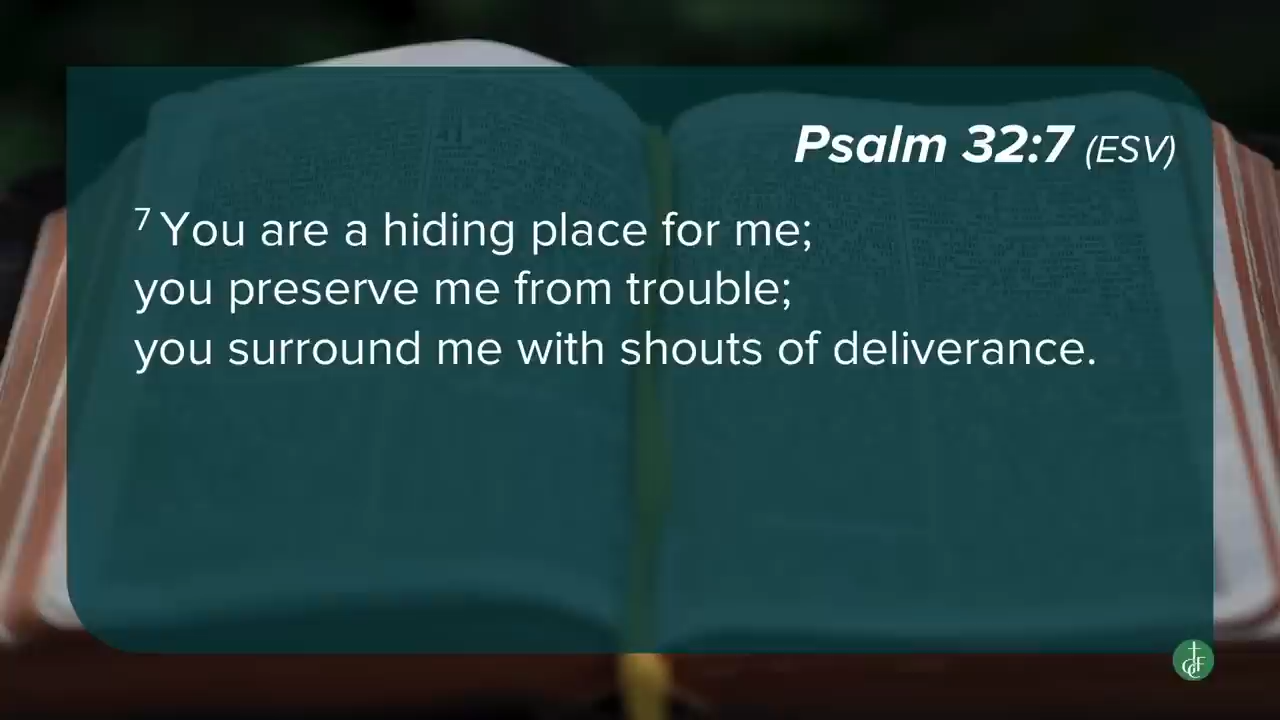 Psalm 32:7 (ESV)
7 You are a hiding place for me;
you preserve me from trouble;
you surround me with shouts of deliverance.